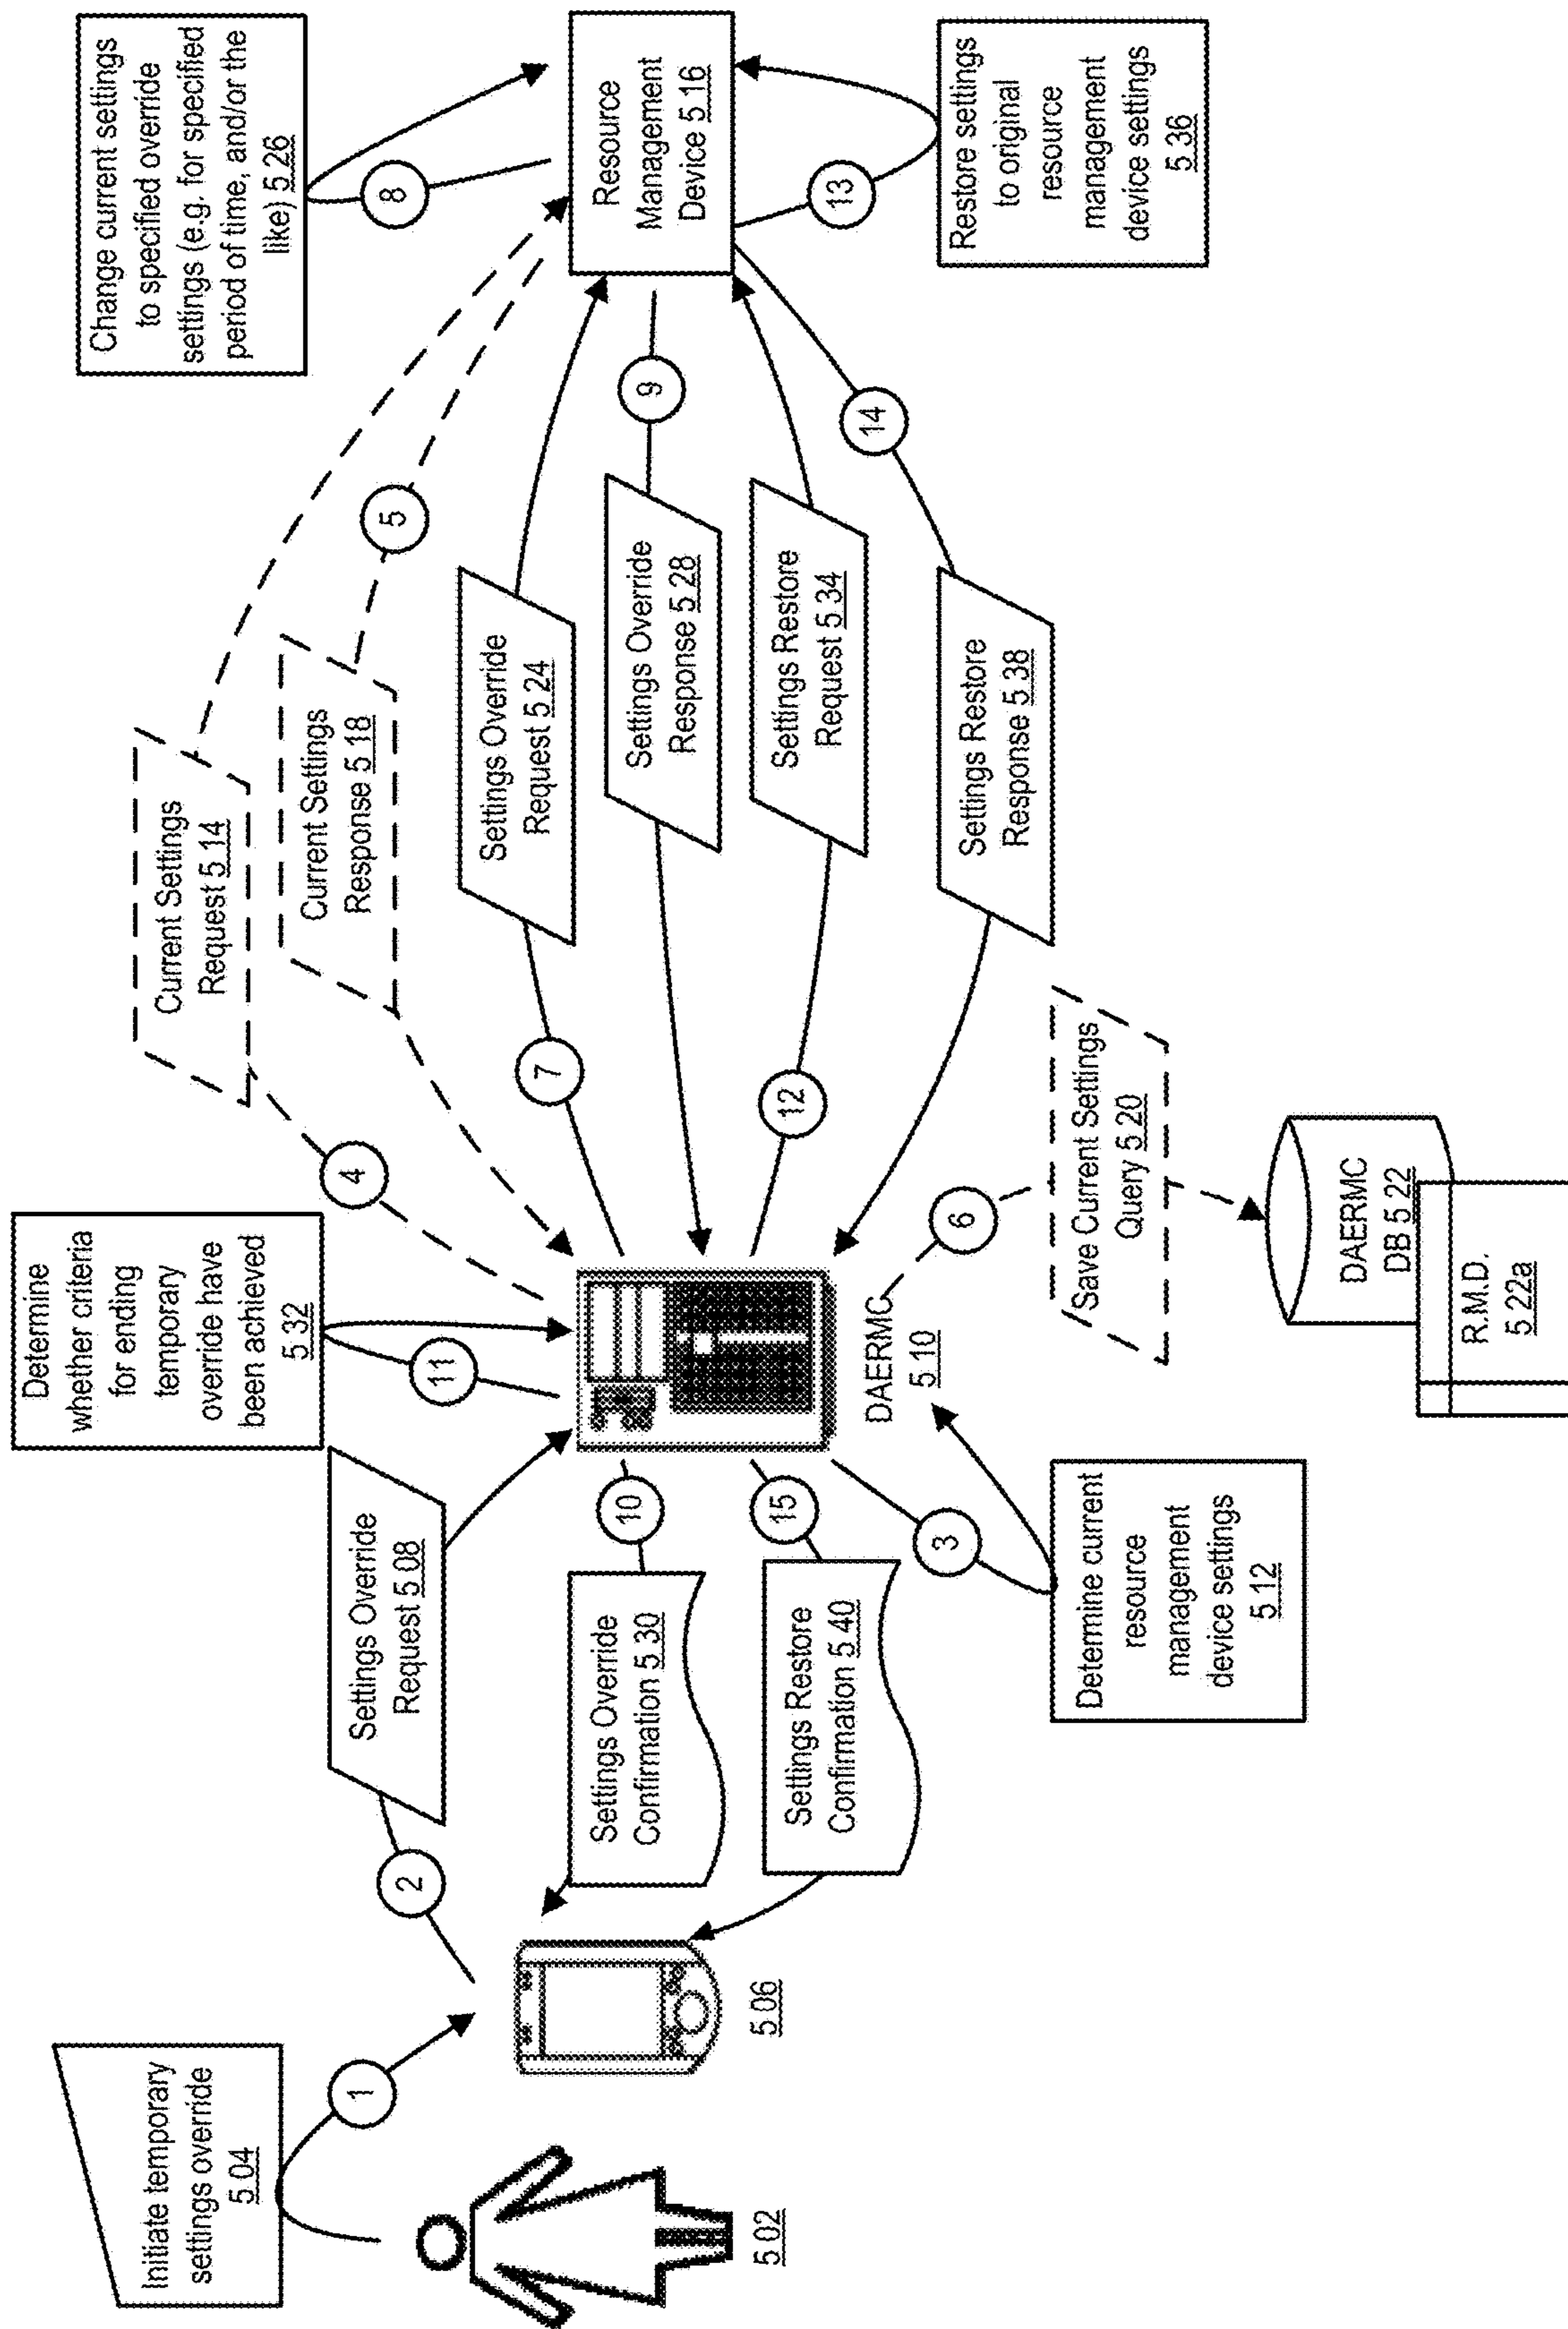 Initiate temporary
settings override
5 04
1
5 02
5 06
2
Settings Override
Request 5 08
10
Settings Override
Confirmation 5 30
15
Settings Restore
Confirmation 5 40
3
Determine current
resource
management
device settings
5 12
Determine
whether criteria
for ending
temporary
override have
been achieved
5 32
11
DAERMC
5 10
4
Current Settings
Request 5 14
5
Current Settings
Response 5 18
6
Save Current Settings
Query 5 20
DAERMC
DB 5 22
R.M.D.
5 22a
7
Settings Override
Request 5 24
9
Settings Override
Response 5 28
12
Settings Restore
Request 5 34
14
Settings Restore
Response 5 38
Change current settings
to specified override
settings (e.g. for specified
period of time, and/or the
like) 5 26
8
Resource
Management
Device 5 16
13
Restore settings
to original
resource
management
device settings
5 36